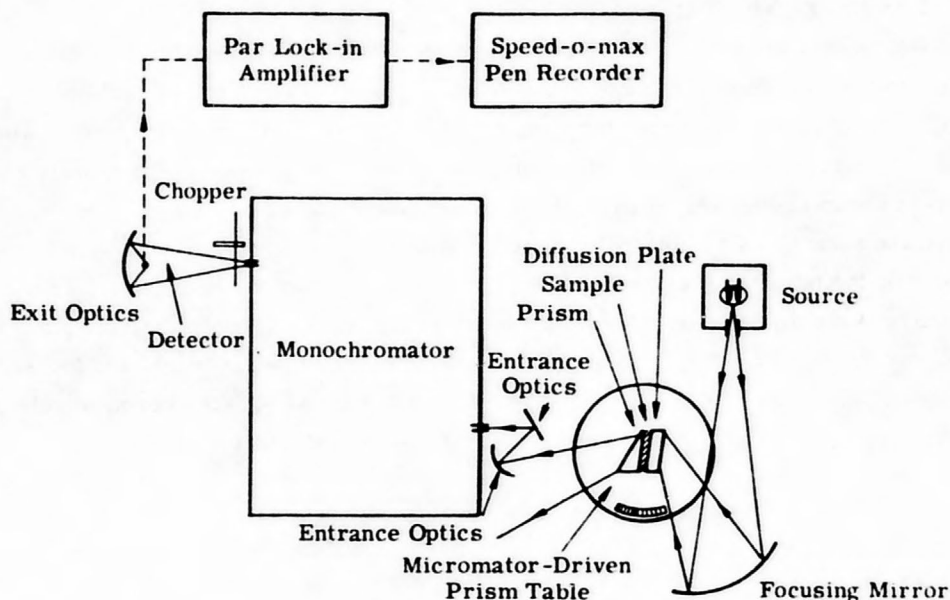 Par Lock-in
Amplifier
Speed-o-max
Pen Recorder
Chopper
Diffusion Plate
Sample
Prism
Source
Exit Optics
Detector
Monochromator
Entrance
Optics
Entrance Optics
Micromator-Driven
Prism Table
Focusing Mirror